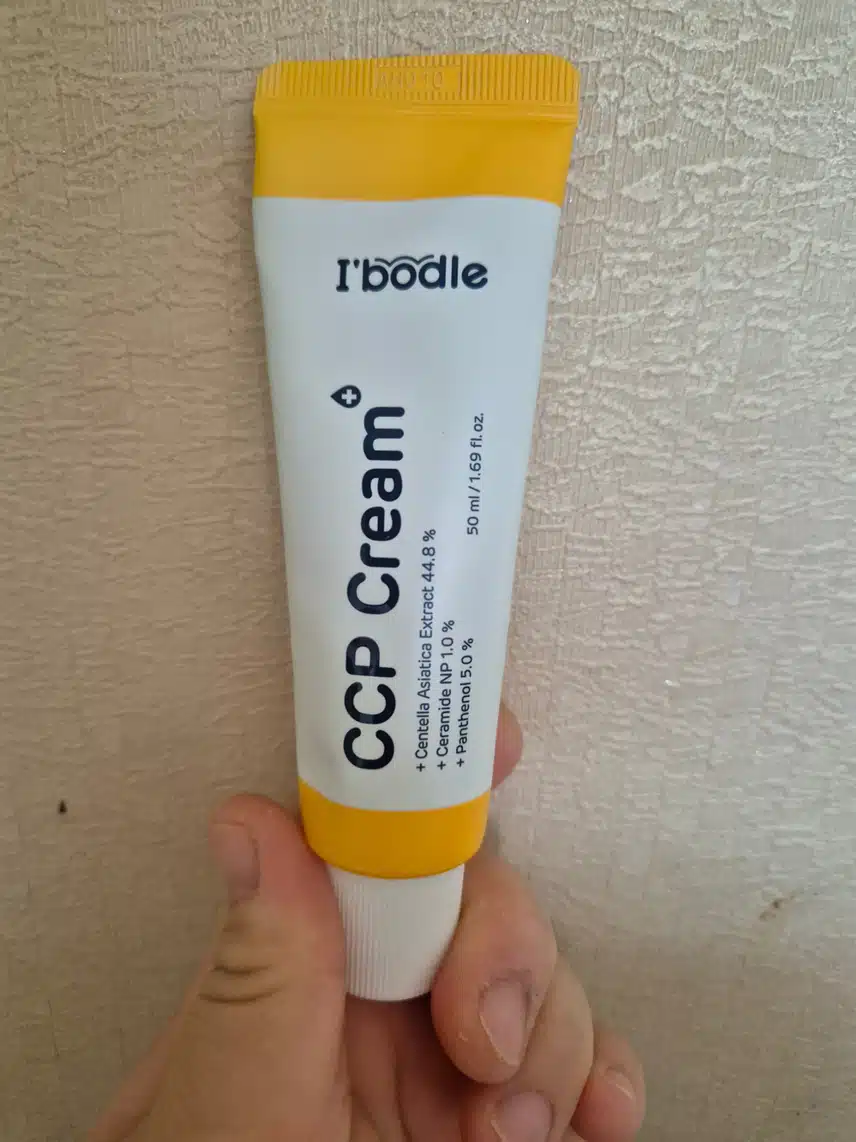 I'bodle
CCP Cream
+ Centella Asiatica Extract 44.8 %
+ Ceramide NP 1.0 %
+ Panthenol 5.0 %
50 ml / 1.69 fl.oz.